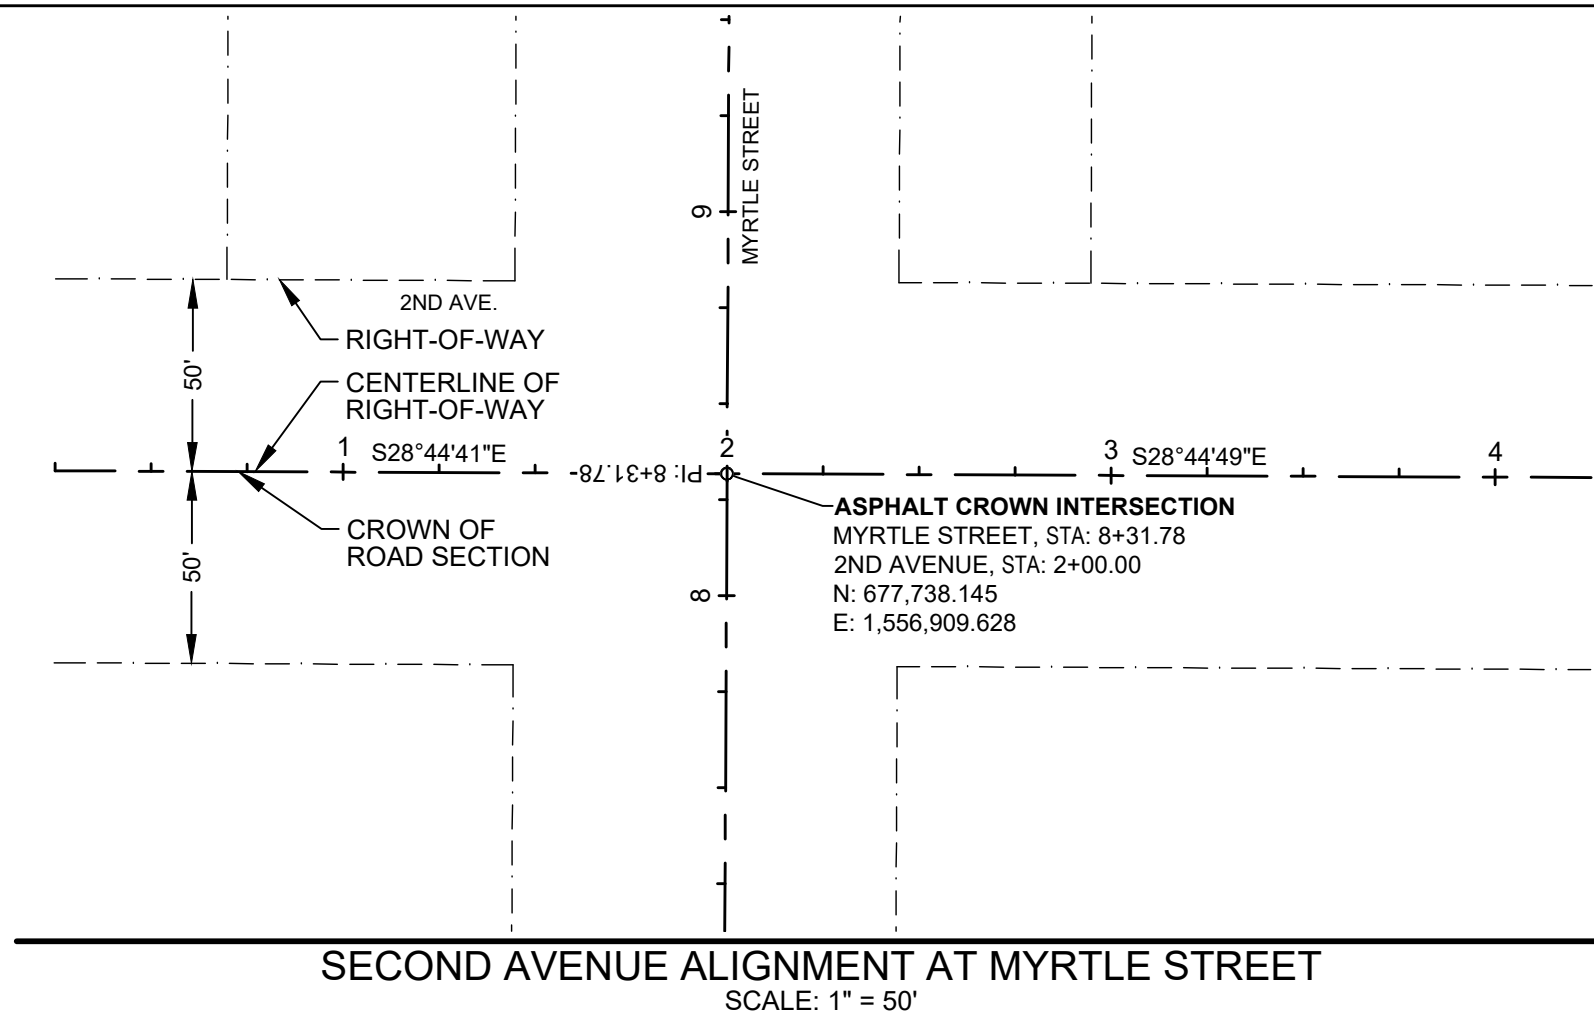 MYRTLE STREET
9
2ND AVE.
RIGHT-OF-WAY
50'
CENTERLINE OF
RIGHT-OF-WAY
1
S28°44'41"E
PI: 8+31.78
2
3
S28°44'49"E
4
ASPHALT CROWN INTERSECTION
MYRTLE STREET, STA: 8+31.78
2ND AVENUE, STA: 2+00.00
N: 677,738.145
E: 1,556,909.628
CROWN OF
ROAD SECTION
50'
8
SECOND AVENUE ALIGNMENT AT MYRTLE STREET
SCALE: 1" = 50'